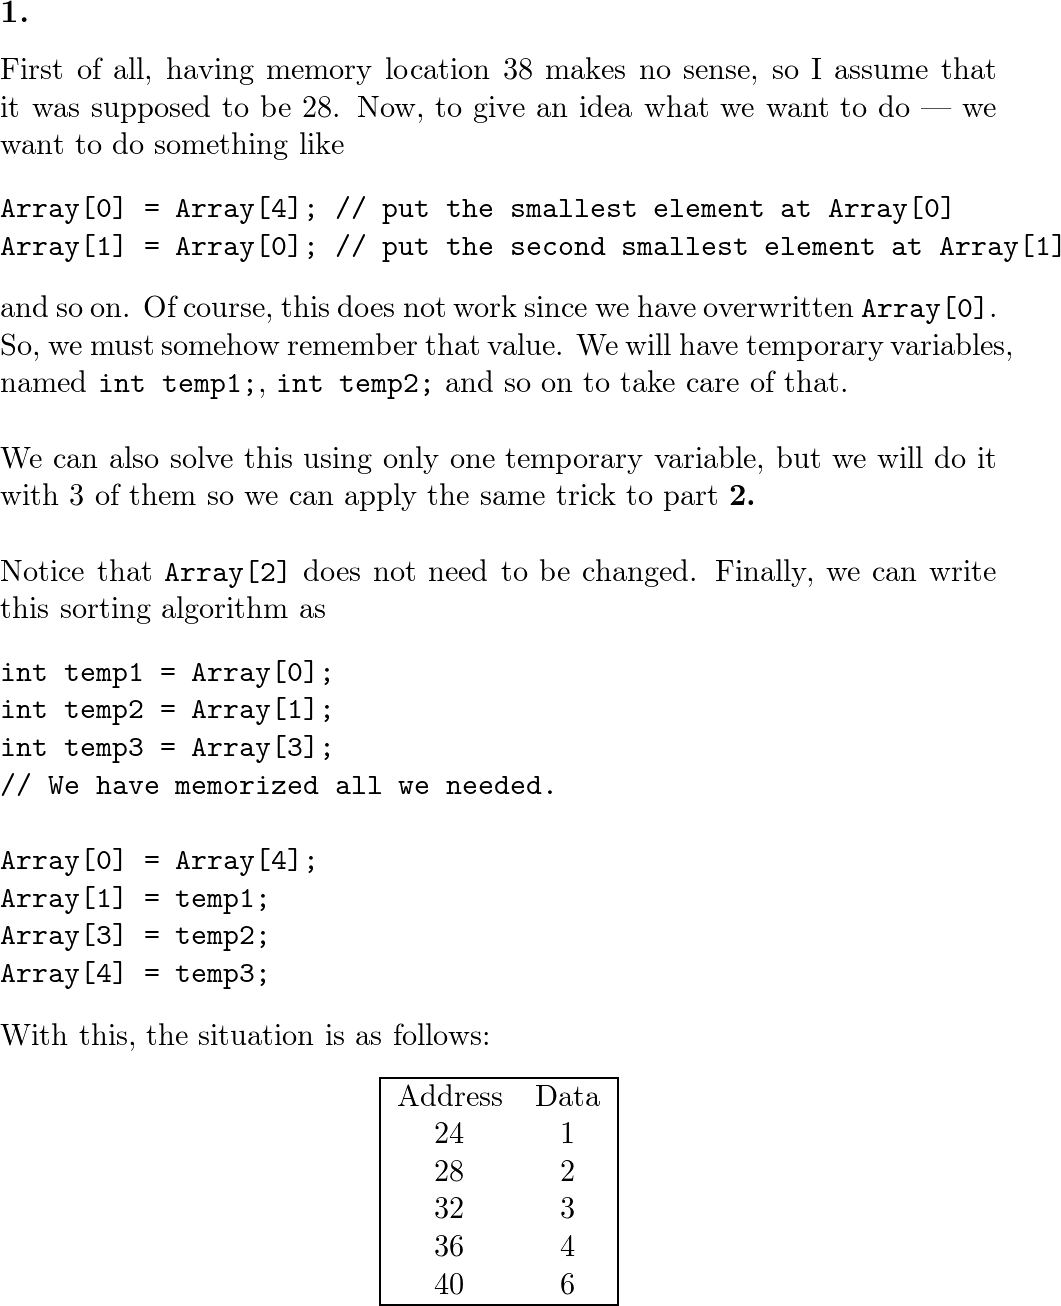 1.
First of all, having memory location 38 makes no sense, so I assume that
it was supposed to be 28. Now, to give an idea what we want to do — we
want to do something like
Array[0] = Array[4]; // put the smallest element at Array[0]
Array[1] = Array[0]; // put the second smallest element at Array[1]
and so on. Of course, this does not work since we have overwritten Array[0].
So, we must somehow remember that value. We will have temporary variables,
named int temp1;, int temp2; and so on to take care of that.
We can also solve this using only one temporary variable, but we will do it
with 3 of them so we can apply the same trick to part 2.
Notice that Array[2] does not need to be changed. Finally, we can write
this sorting algorithm as
int temp1 = Array[0];
int temp2 = Array[1];
int temp3 = Array[3];
// We have memorized all we needed.
Array[0] = Array[4];
Array[1] = temp1;
Array[3] = temp2;
Array[4] = temp3;
With this, the situation is as follows:
Address Data
24 1
28 2
32 3
36 4
40 6